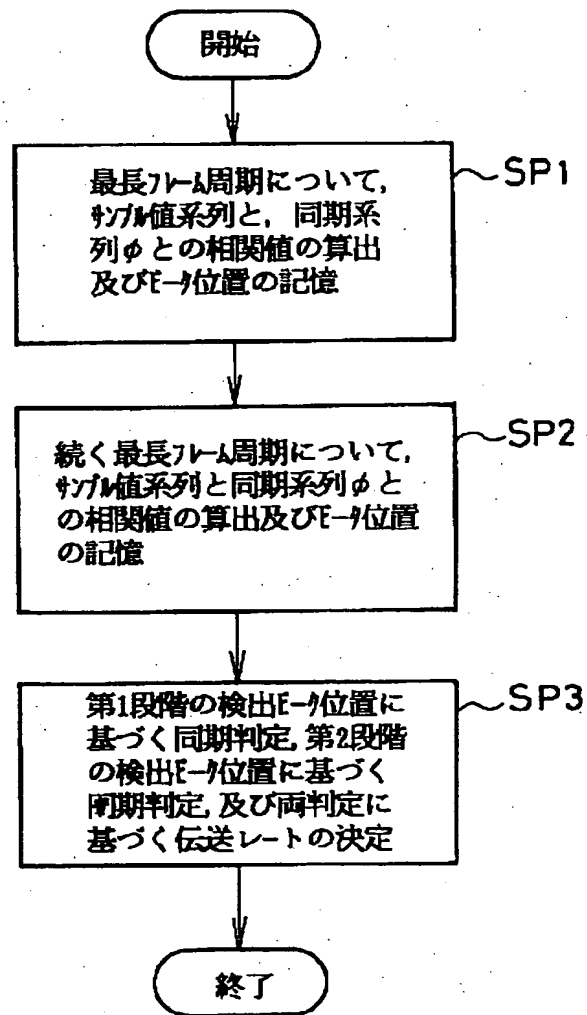 開始
最長フレーム周期について,
サンプル値系列と, 同期系
列φとの相関値の算出
及びピーク位置の記憶
SP1
続く最長フレーム周期について,
サンプル値系列と同期系列φと
の相関値の算出及びピーク位置
の記憶
SP2
第1段階の検出ピーク位置に
基づく同期判定, 第2段階
の検出ピーク位置に基づく
同期判定, 及び両判定に
基づく伝送レートの決定
SP3
終了